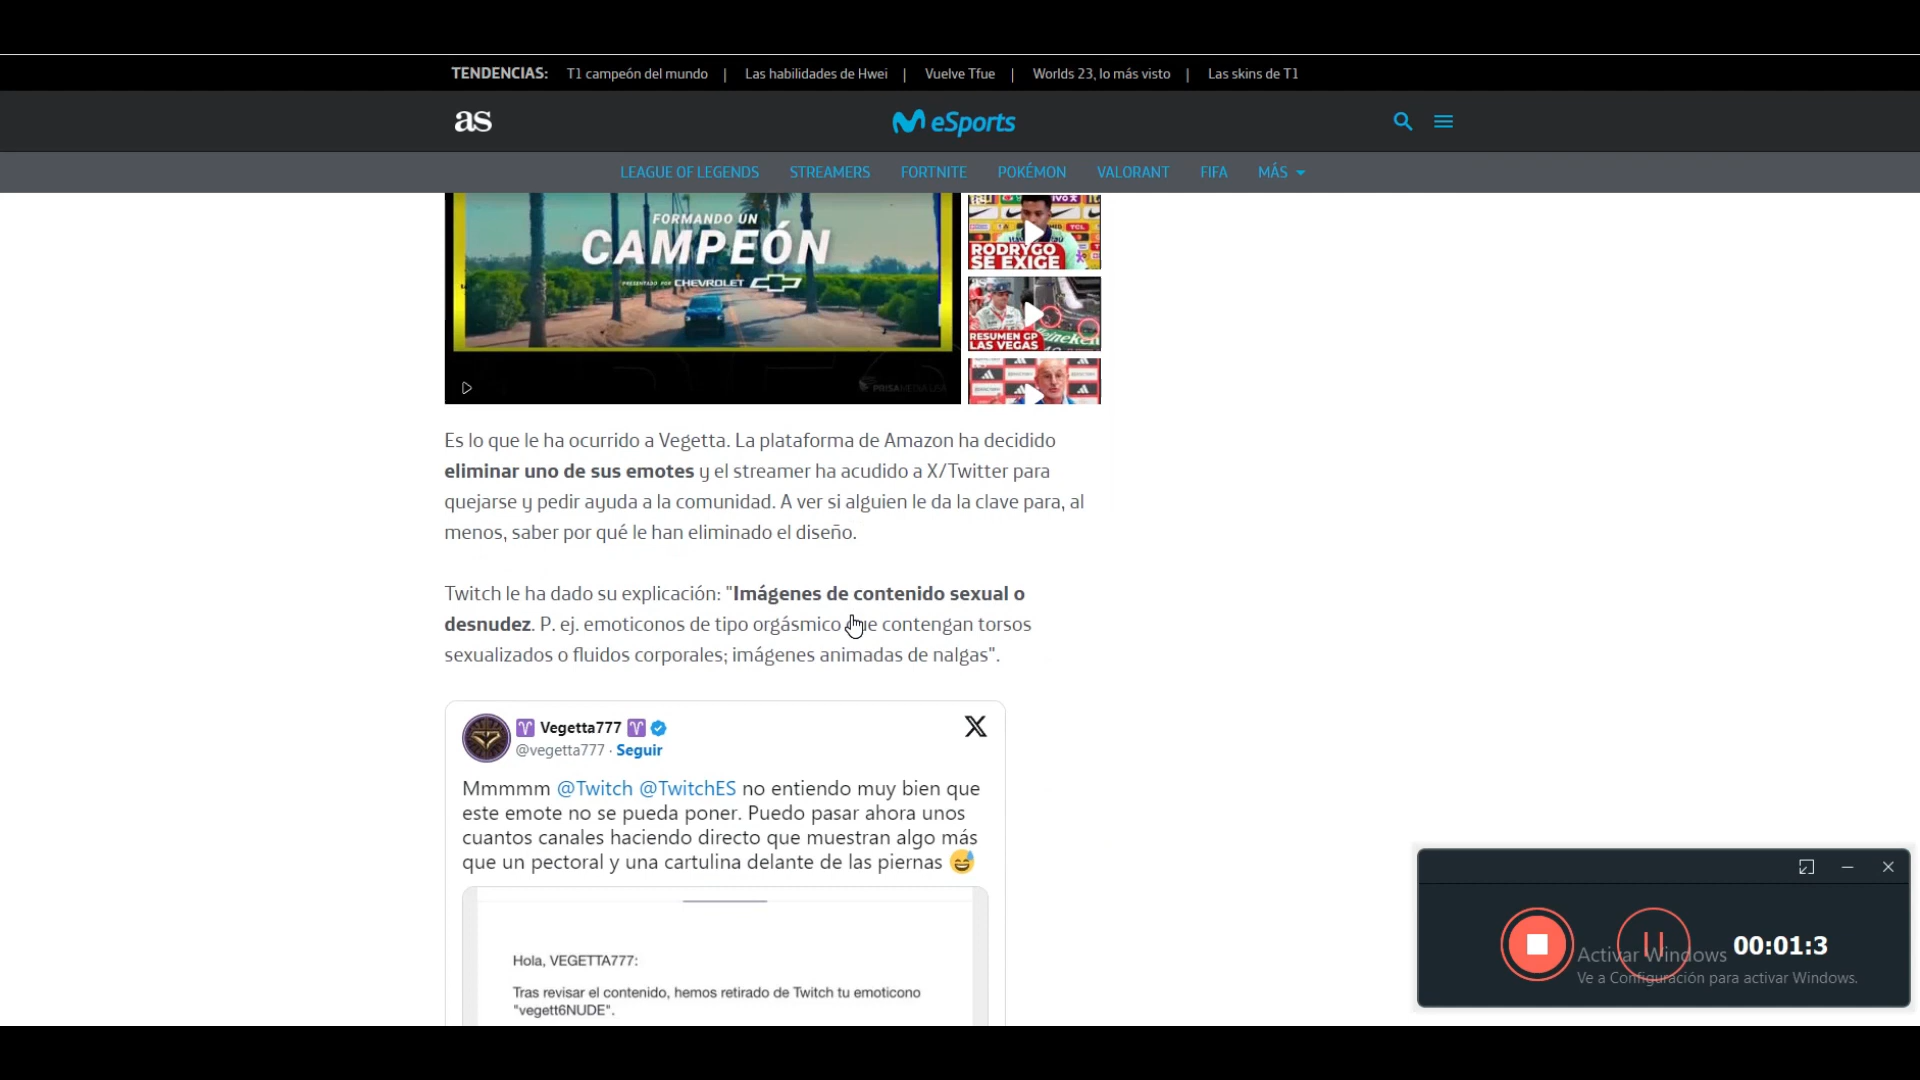 TENDENCIAS: T1 campeón del mundo | Las habilidades de Hwei | Vuelve Tfue | Worlds 23, lo más visto | Las skins de T1
as
eSports
LEAGUE OF LEGENDS STREAMERS FORTNITE POKÉMON VALORANT FIFA MÁS
FORMANDO UN
CAMPEÓN
PRESENTADO POR CHEVROLET
PRISA MEDIA USA
TCL
RODRYGO
SE EXIGE
Heineken
RESUMEN GP
LAS VEGAS
Es lo que le ha ocurrido a Vegetta. La plataforma de Amazon ha decidido
eliminar uno de sus emotes y el streamer ha acudido a X/Twitter para
quejarse y pedir ayuda a la comunidad. A ver si alguien le da la clave para, al
menos, saber por qué le han eliminado el diseño.
Twitch le ha dado su explicación: "Imágenes de contenido sexual o
desnudez. P. ej. emoticonos de tipo orgásmico que contengan torsos
sexualizados o fluidos corporales; imágenes animadas de nalgas".
♈ Vegetta777 ♈
@vegetta777 · Seguir
Mmmmm @Twitch @TwitchES no entiendo muy bien que
este emote no se pueda poner. Puedo pasar ahora unos
cuantos canales haciendo directo que muestran algo más
que un pectoral y una cartulina delante de las piernas 😅
Hola, VEGETTA777:
Tras revisar el contenido, hemos retirado de Twitch tu emoticono
"vegett6NUDE".
00:01:3
Activar Windows
Ve a Configuración para activar Windows.